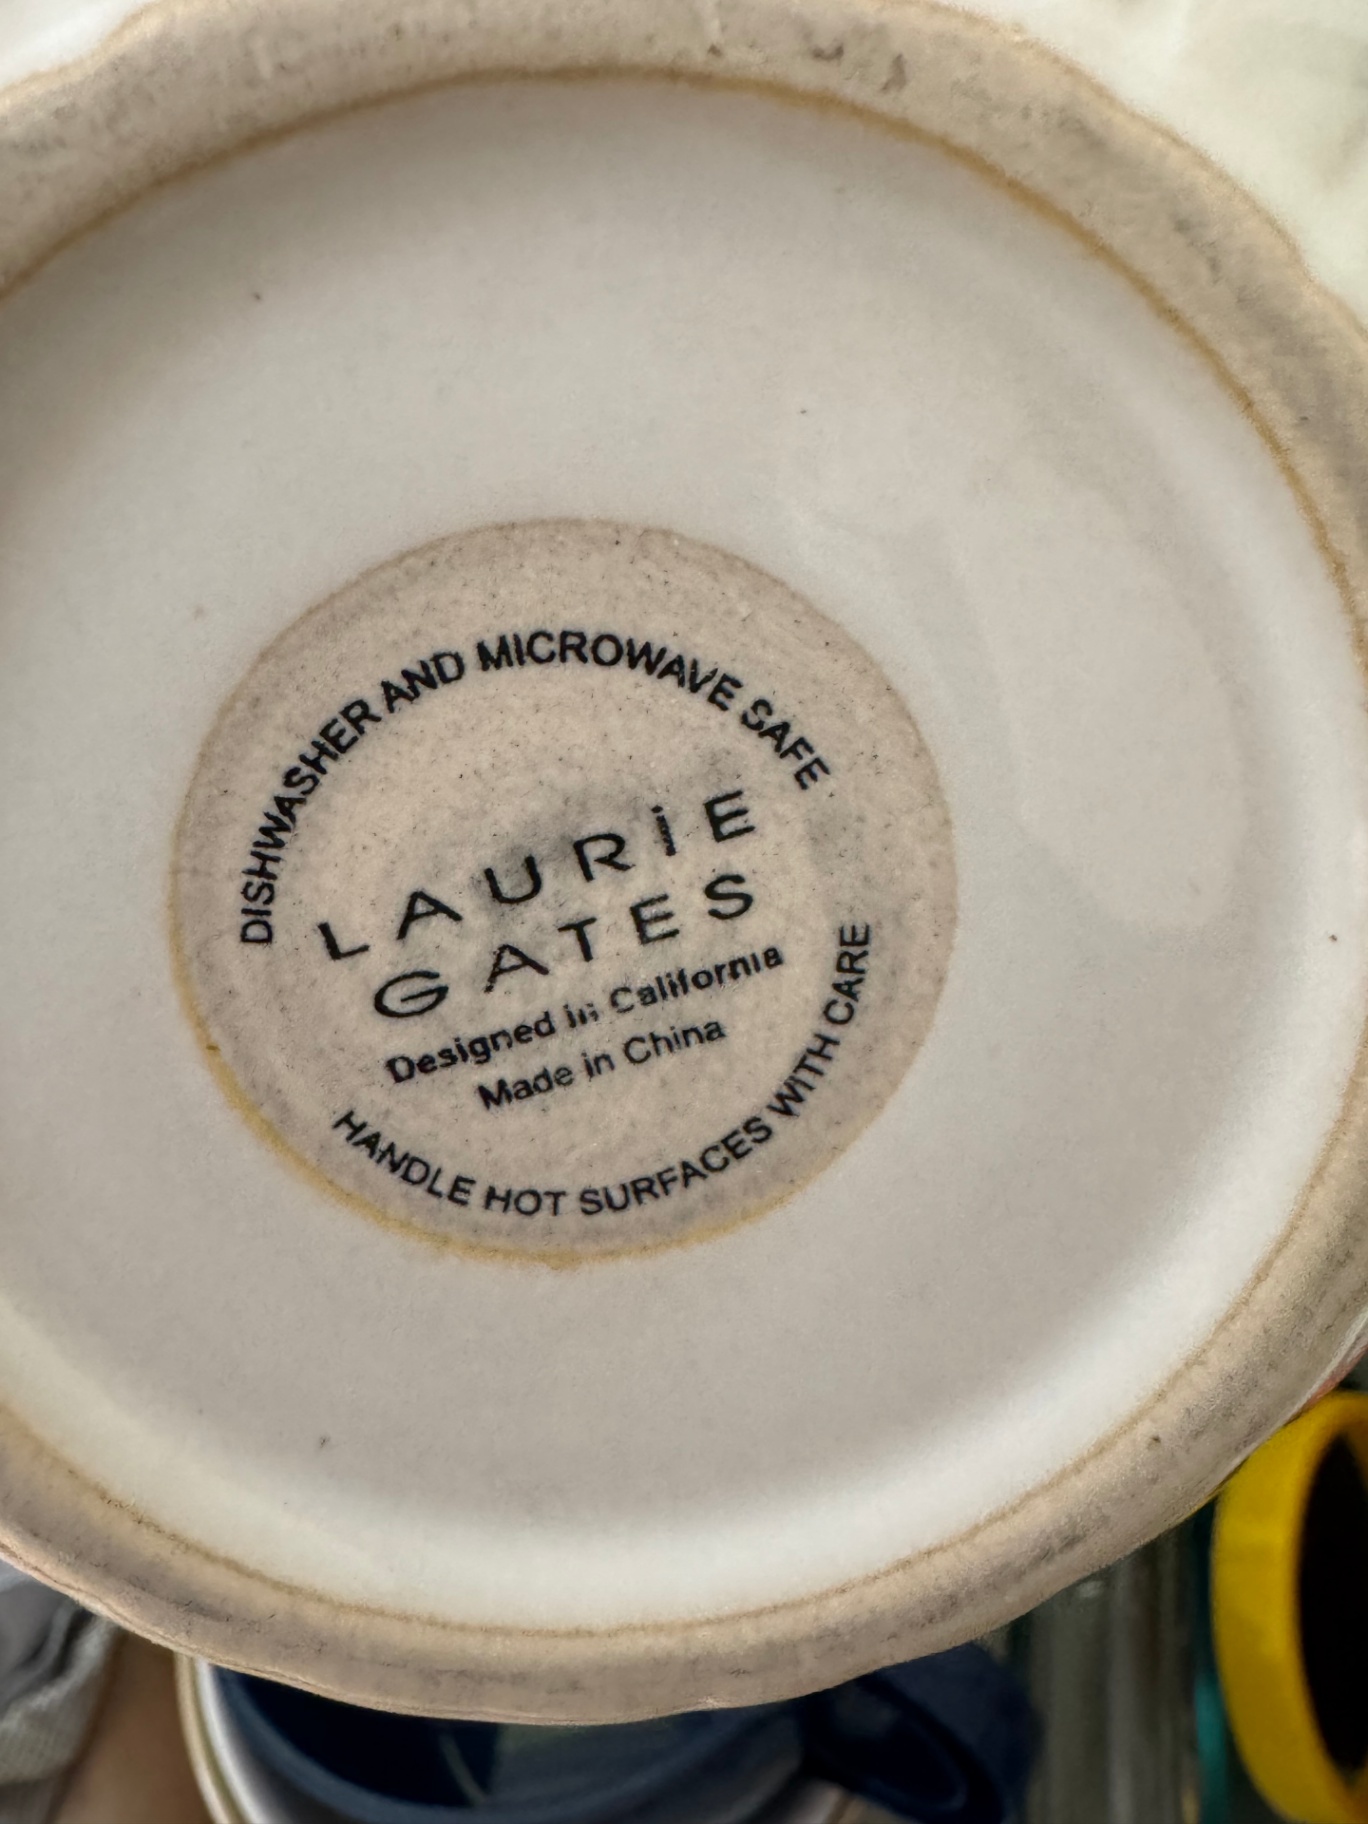 DISHWASHER AND MICROWAVE SAFE
LAURIE
GATES
Designed in California
Made in China
HANDLE HOT SURFACES WITH CARE